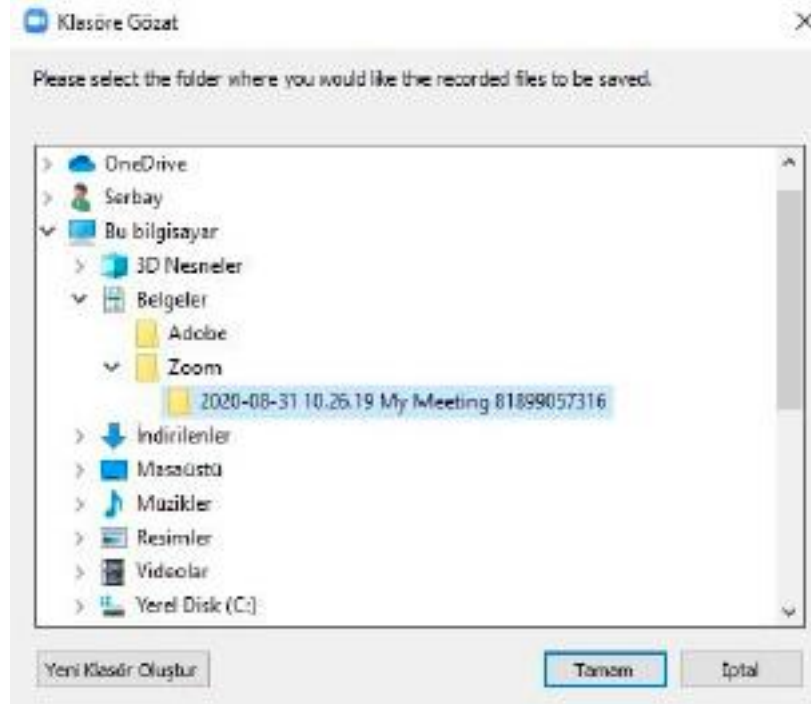 Klasöre Gözat
Please select the folder where you would like the recorded files to be saved.
OneDrive
Serbay
Bu bilgisayar
3D Nesneler
Belgeler
Adobe
Zoom
2020-08-31 10.26.19 My Meeting 81899057316
İndirilenler
Masaüstü
Müzikler
Resimler
Videolar
Yerel Disk (C:)
Yeni Klasör Oluştur
Tamam
İptal